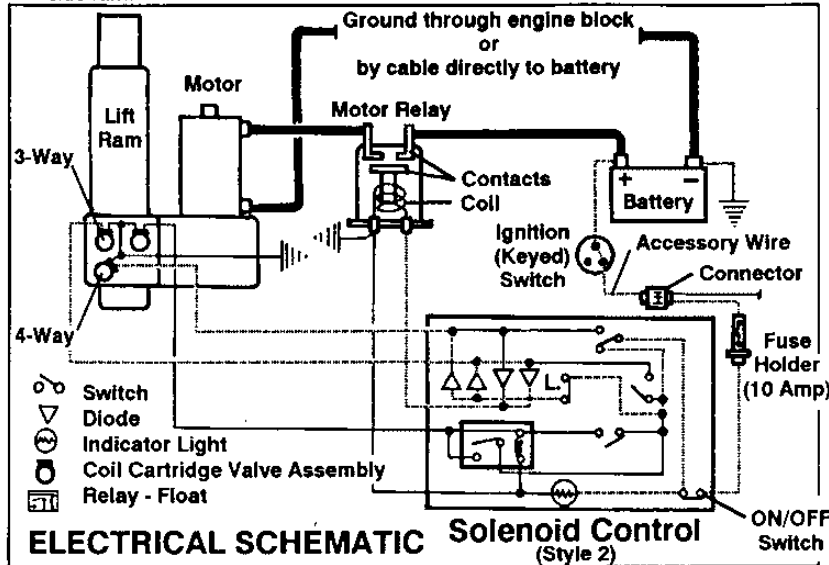 Ground through engine block
or
by cable directly to battery
Motor
Lift
Ram
Motor Relay
3-Way
Contacts
Coil
+ −
Battery
Ignition
(Keyed)
Switch
Accessory Wire
Connector
4-Way
Fuse
Holder
(10 Amp)
L.
Switch
Diode
Indicator Light
Coil Cartridge Valve Assembly
Relay - Float
ON/OFF
Switch
ELECTRICAL SCHEMATIC
Solenoid Control
(Style 2)